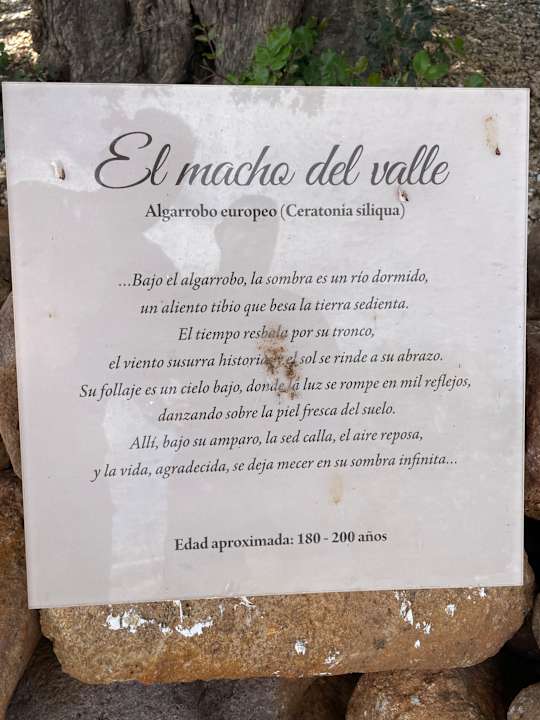 El macho del valle
Algarrobo europeo (Ceratonia siliqua)
...Bajo el algarrobo, la sombra es un río dormido,
un aliento tibio que besa la tierra sedienta.
El tiempo resbala por su tronco,
el viento susurra historias y el sol se rinde a su abrazo.
Su follaje es un cielo bajo, donde la luz se rompe en mil reflejos,
danzando sobre la piel fresca del suelo.
Allí, bajo su amparo, la sed calla, el aire reposa,
y la vida, agradecida, se deja mecer en su sombra infinita...
Edad aproximada: 180 - 200 años